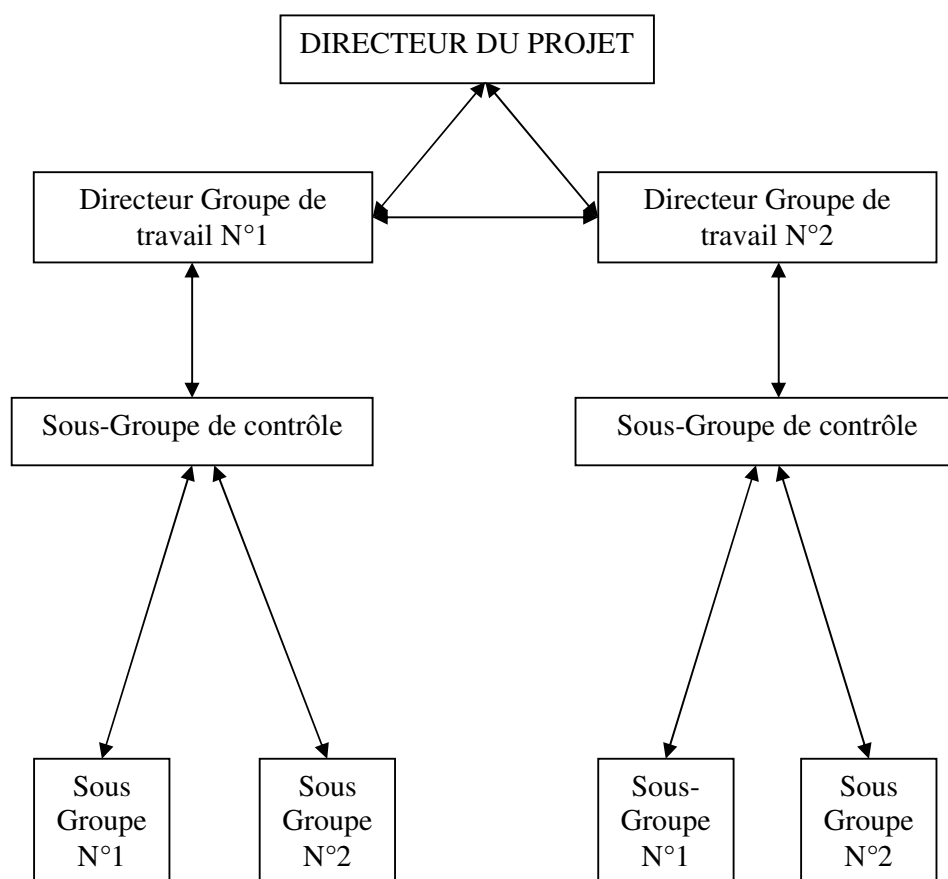 DIRECTEUR DU PROJET
Directeur Groupe de
travail N°1
Directeur Groupe de
travail N°2
Sous-Groupe de contrôle
Sous-Groupe de contrôle
Sous
Groupe
N°1
Sous
Groupe
N°2
Sous-
Groupe
N°1
Sous
Groupe
N°2